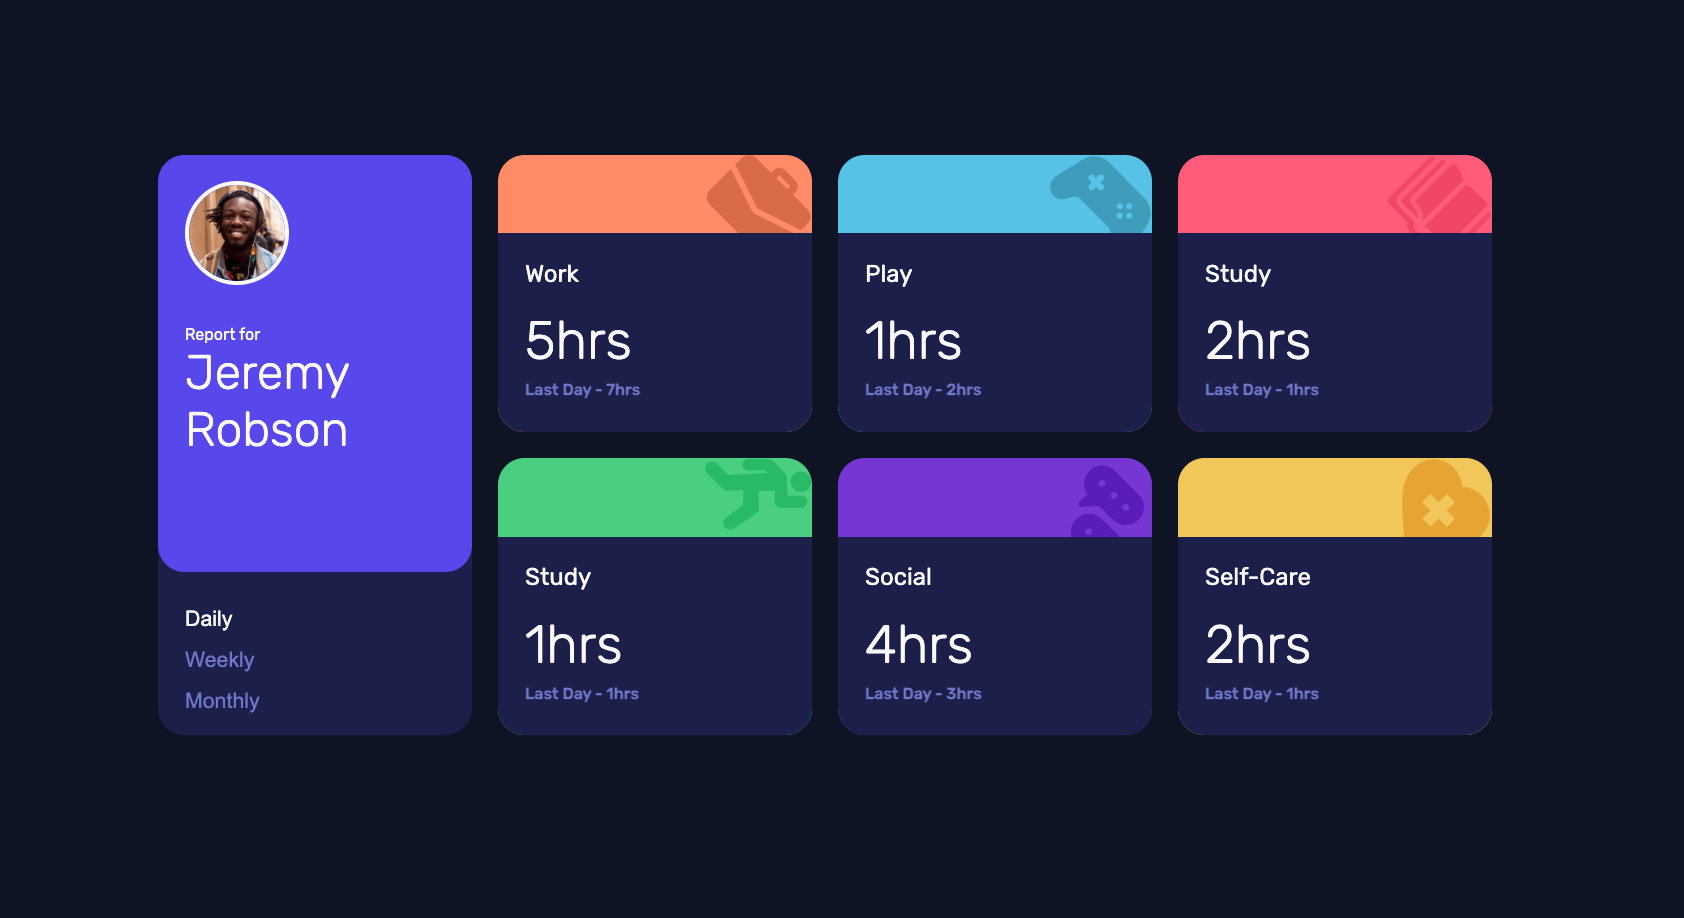 Report for
Jeremy
Robson
Daily
Weekly
Monthly
Work
5hrs
Last Day - 7hrs
Play
1hrs
Last Day - 2hrs
Study
2hrs
Last Day - 1hrs
Study
1hrs
Last Day - 1hrs
Social
4hrs
Last Day - 3hrs
Self-Care
2hrs
Last Day - 1hrs